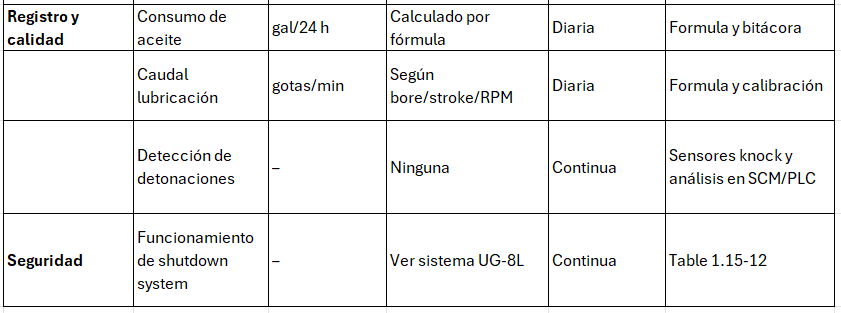 Registro y calidad | Consumo de aceite | gal/24 h | Calculado por fórmula | Diaria | Formula y bitácora
Caudal lubricación | gotas/min | Según bore/stroke/RPM | Diaria | Formula y calibración
Detección de detonaciones | – | Ninguna | Continua | Sensores knock y análisis en SCM/PLC
Seguridad | Funcionamiento de shutdown system | – | Ver sistema UG-8L | Continua | Table 1.15-12